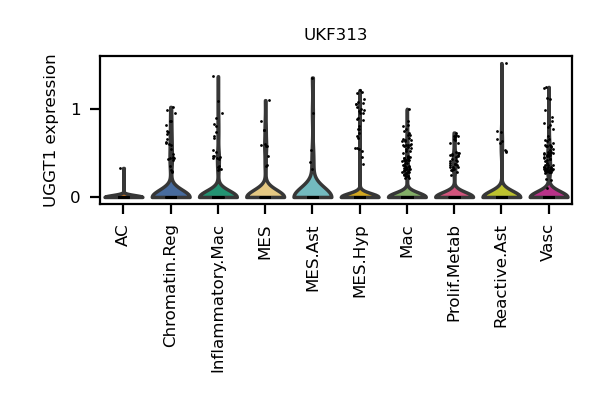 UKF313
UGGT1 expression
1
0
AC
Chromatin.Reg
Inflammatory.Mac
MES
MES.Ast
MES.Hyp
Mac
Prolif.Metab
Reactive.Ast
Vasc